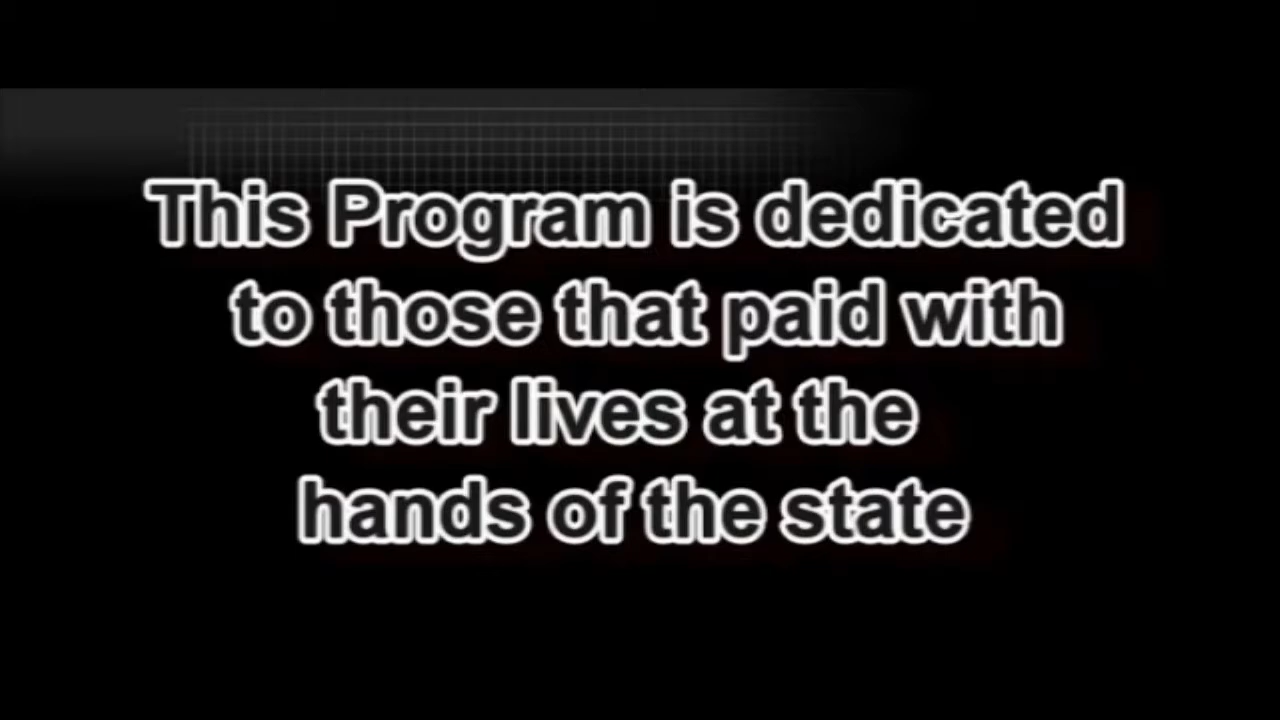 This Program is dedicated
to those that paid with
their lives at the
hands of the state